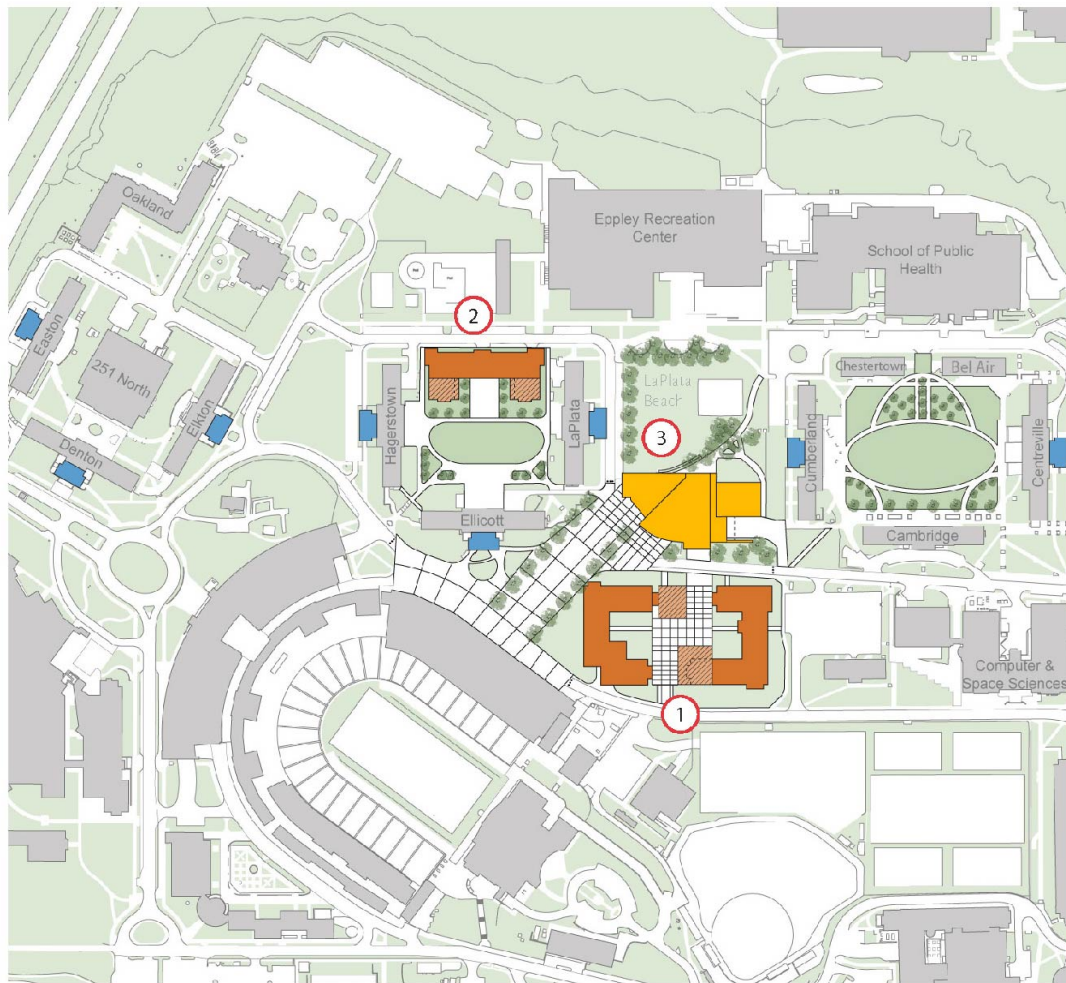 Oakland
Eppley Recreation
Center
School of Public
Health
2
Easton
251 North
Elkton
Denton
Hagerstown
LaPlata
LaPlata
Beach
3
Chestertown
Bel Air
Cumberland
Centreville
Ellicott
Cambridge
Computer &
Space Sciences
1